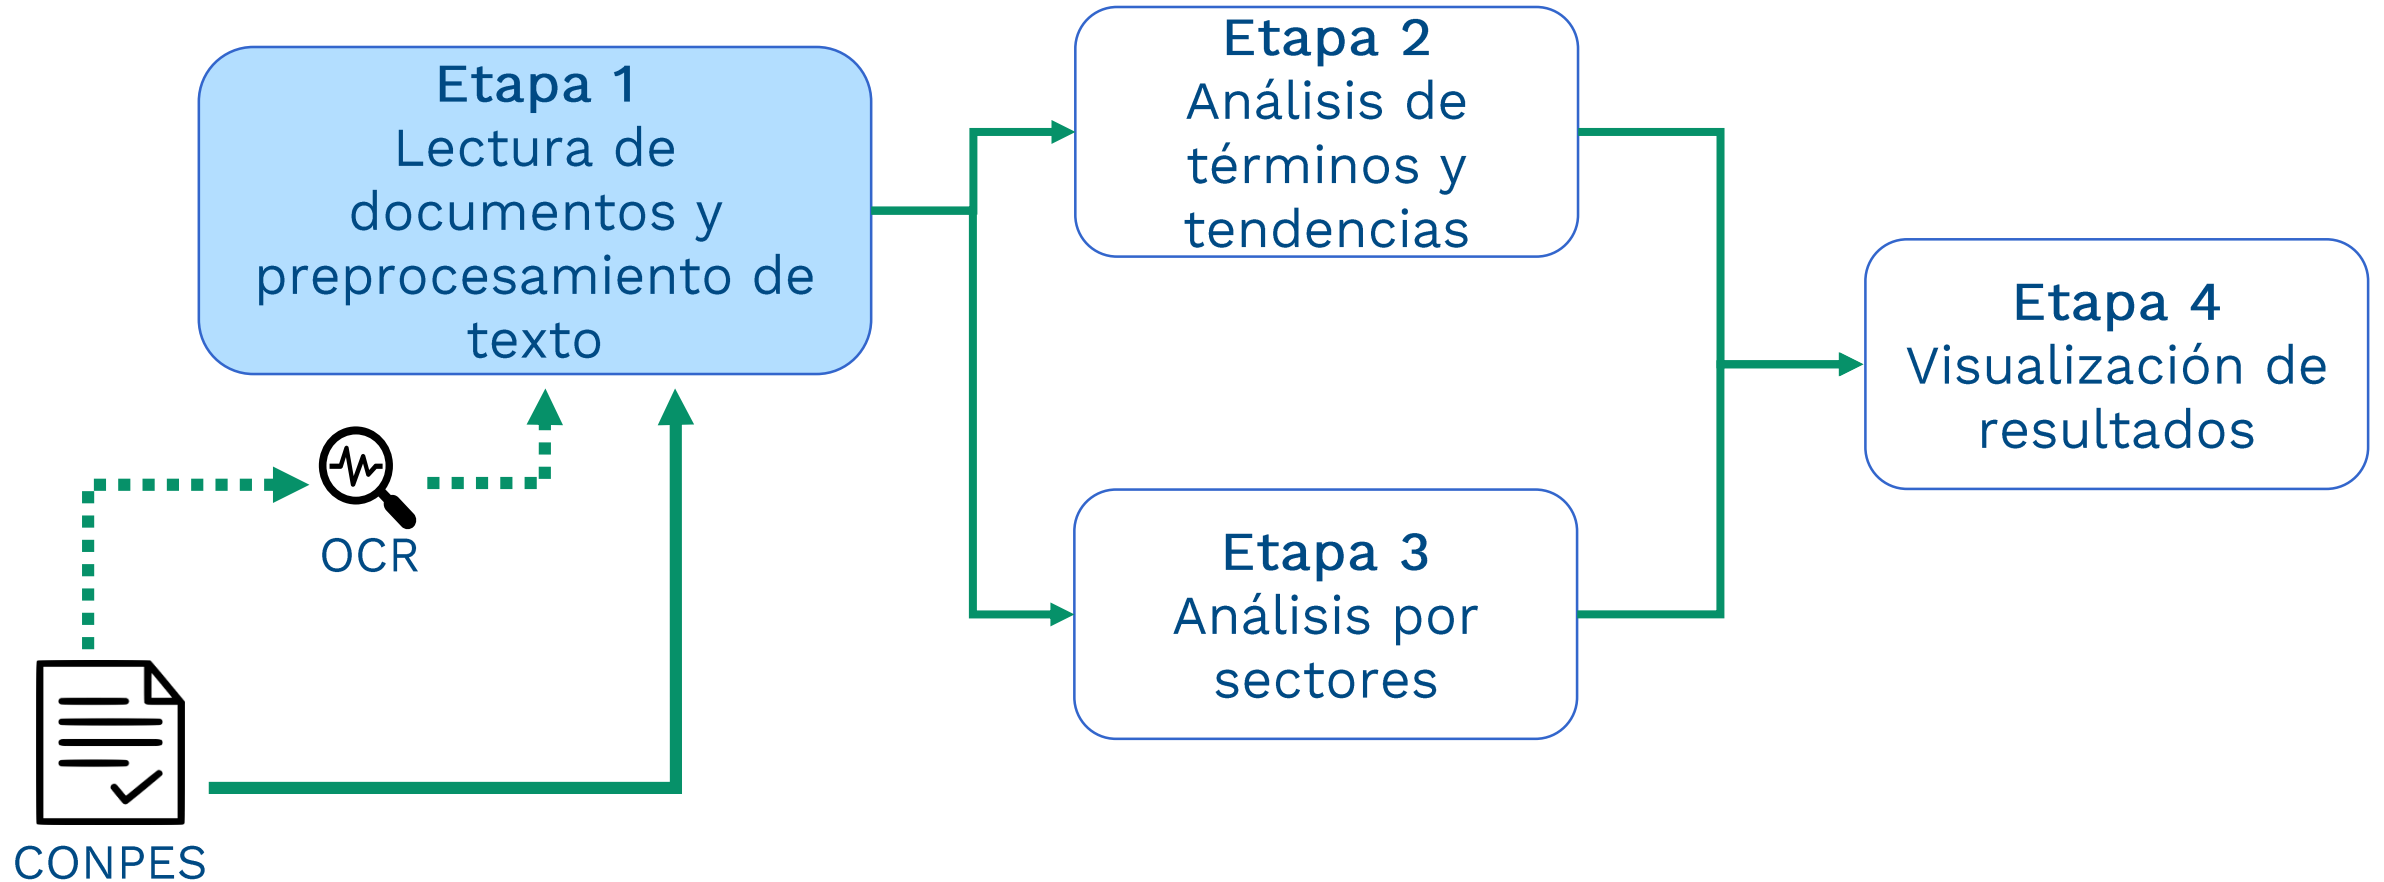 Etapa 1
Lectura de
documentos y
preprocesamiento de
texto
Etapa 2
Análisis de
términos y
tendencias
Etapa 3
Análisis por
sectores
Etapa 4
Visualización de
resultados
OCR
CONPES